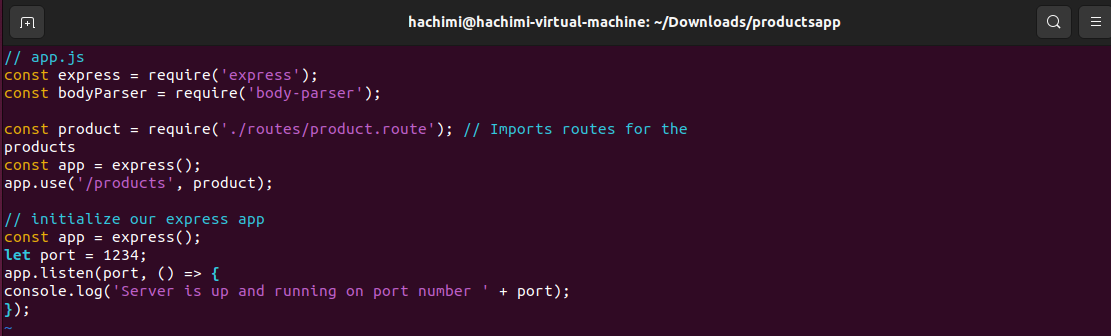 hachimi@hachimi-virtual-machine: ~/Downloads/productsapp
// app.js
const express = require('express');
const bodyParser = require('body-parser');

const product = require('./routes/product.route'); // Imports routes for the
products
const app = express();
app.use('/products', product);

// initialize our express app
const app = express();
let port = 1234;
app.listen(port, () => {
console.log('Server is up and running on port number ' + port);
});
~